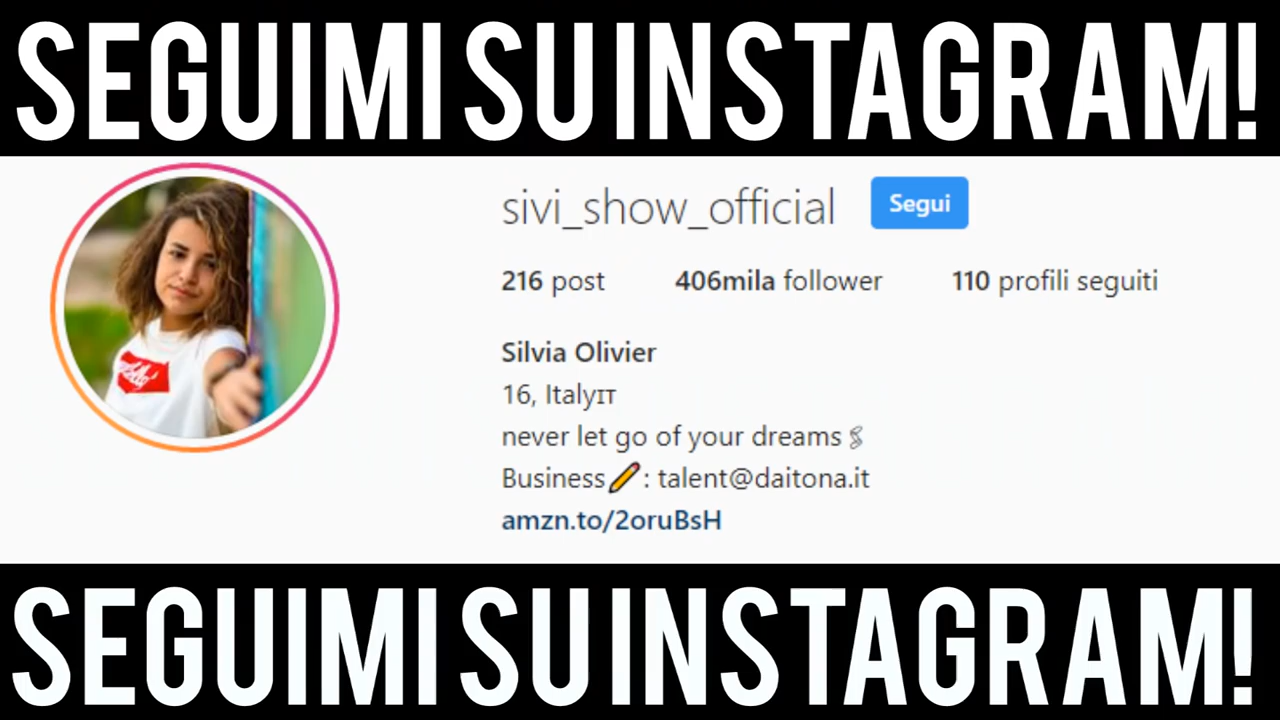 SEGUIMI SU INSTAGRAM!
sivi_show_official Segui
216 post 406mila follower 110 profili seguiti
Silvia Olivier
16, ItalyIT
never let go of your dreams
Business✏️: talent@daitona.it
amzn.to/2oruBsH
SEGUIMI SU INSTAGRAM!